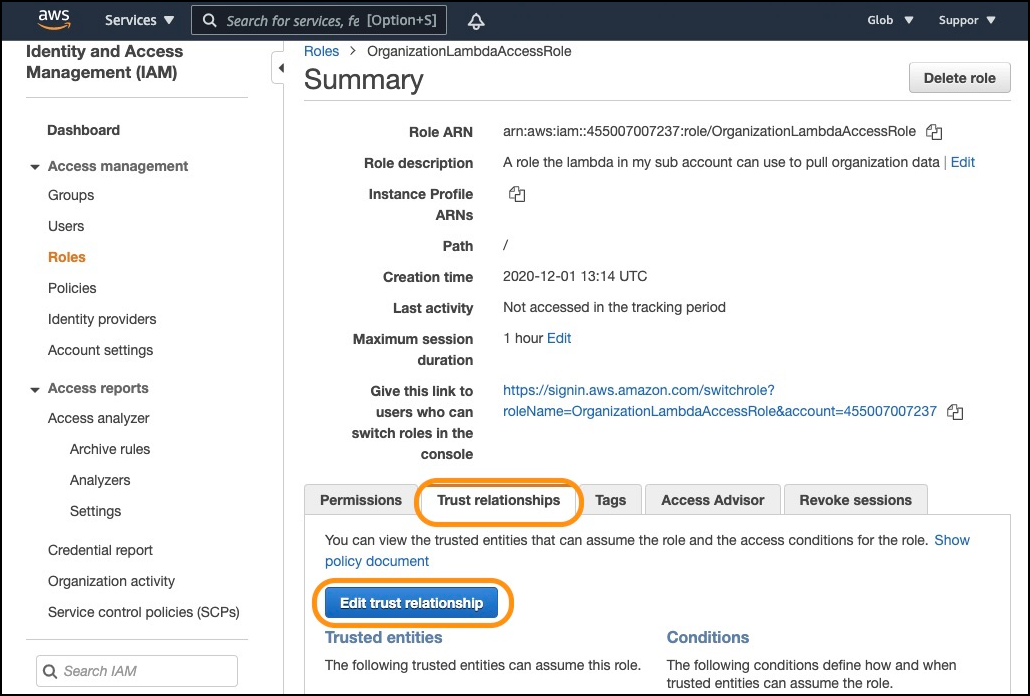 aws
Services
Search for services, fe [Option+S]
Glob
Suppor
Identity and Access
Management (IAM)
Dashboard
Access management
Groups
Users
Roles
Policies
Identity providers
Account settings
Access reports
Access analyzer
Archive rules
Analyzers
Settings
Credential report
Organization activity
Service control policies (SCPs)
Search IAM
Roles > OrganizationLambdaAccessRole
Summary
Delete role
Role ARN arn:aws:iam::455007007237:role/OrganizationLambdaAccessRole
Role description A role the lambda in my sub account can use to pull organization data | Edit
Instance Profile
ARNs
Path /
Creation time 2020-12-01 13:14 UTC
Last activity Not accessed in the tracking period
Maximum session 1 hour Edit
duration
Give this link to https://signin.aws.amazon.com/switchrole?
users who can roleName=OrganizationLambdaAccessRole&account=455007007237
switch roles in the
console
Permissions Trust relationships Tags Access Advisor Revoke sessions
You can view the trusted entities that can assume the role and the access conditions for the role. Show
policy document
Edit trust relationship
Trusted entities
The following trusted entities can assume this role.
Conditions
The following conditions define how and when
trusted entities can assume the role.